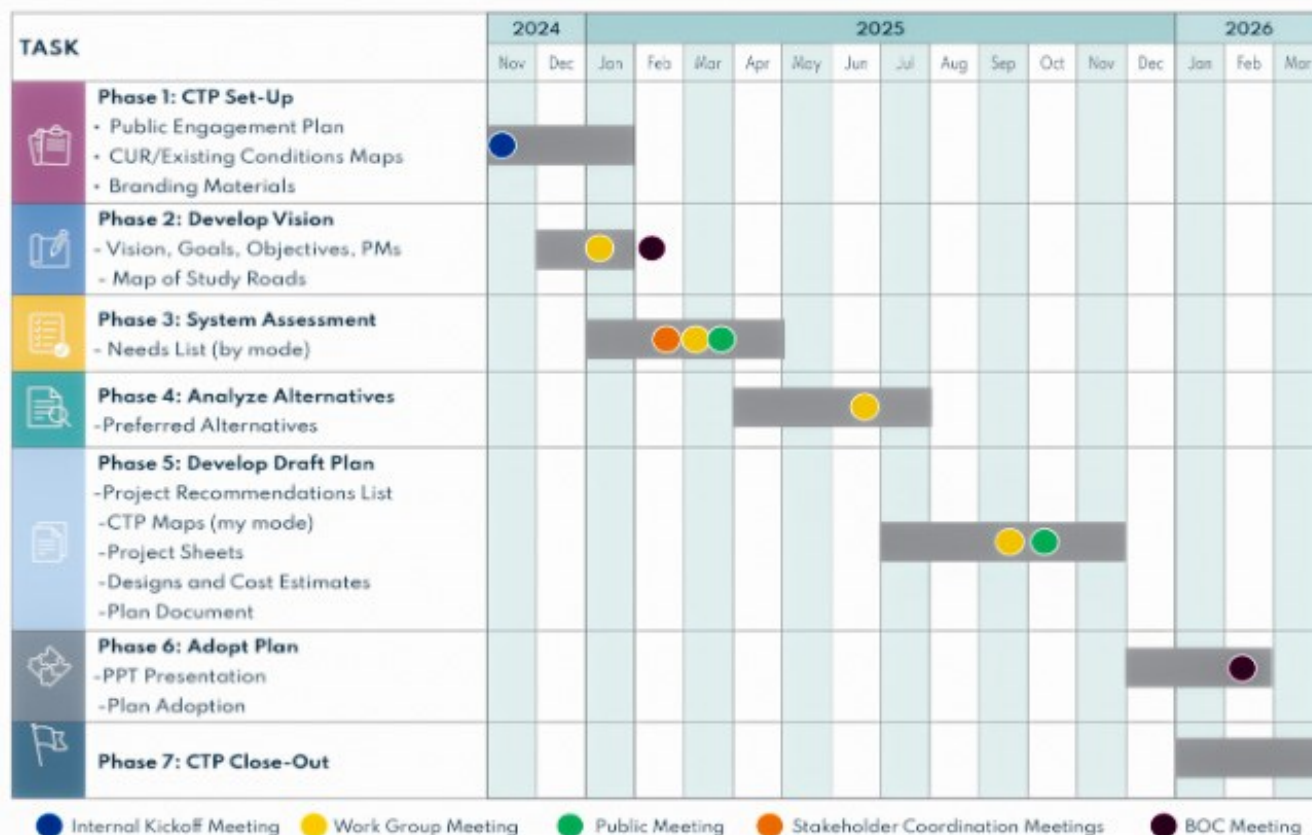 TASK
2024 2025 2026
Nov Dec Jan Feb Mar Apr May Jun Jul Aug Sep Oct Nov Dec Jan Feb Mar
Phase 1: CTP Set-Up
• Public Engagement Plan
• CUR/Existing Conditions Maps
• Branding Materials
Phase 2: Develop Vision
- Vision, Goals, Objectives, PMs
- Map of Study Roads
Phase 3: System Assessment
- Needs List (by mode)
Phase 4: Analyze Alternatives
-Preferred Alternatives
Phase 5: Develop Draft Plan
-Project Recommendations List
-CTP Maps (my mode)
-Project Sheets
-Designs and Cost Estimates
-Plan Document
Phase 6: Adopt Plan
-PPT Presentation
-Plan Adoption
Phase 7: CTP Close-Out
Internal Kickoff Meeting Work Group Meeting Public Meeting Stakeholder Coordination Meetings BOC Meeting